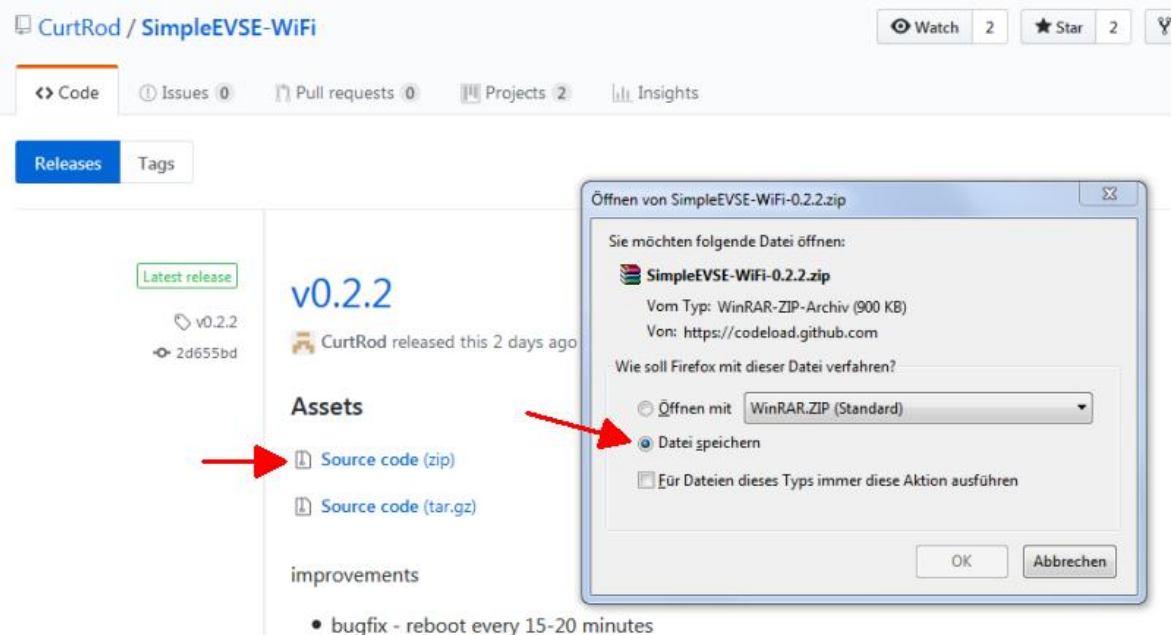 CurtRod / SimpleEVSE-WiFi
Watch 2 Star 2
Code Issues 0 Pull requests 0 Projects 2 Insights
Releases Tags
Latest release
v0.2.2
2d655bd
v0.2.2
CurtRod released this 2 days ago
Assets
Source code (zip)
Source code (tar.gz)
improvements
bugfix - reboot every 15-20 minutes
Öffnen von SimpleEVSE-WiFi-0.2.2.zip
Sie möchten folgende Datei öffnen:
SimpleEVSE-WiFi-0.2.2.zip
Vom Typ: WinRAR-ZIP-Archiv (900 KB)
Von: https://codeload.github.com
Wie soll Firefox mit dieser Datei verfahren?
Öffnen mit WinRAR.ZIP (Standard)
Datei speichern
Für Dateien dieses Typs immer diese Aktion ausführen
OK Abbrechen